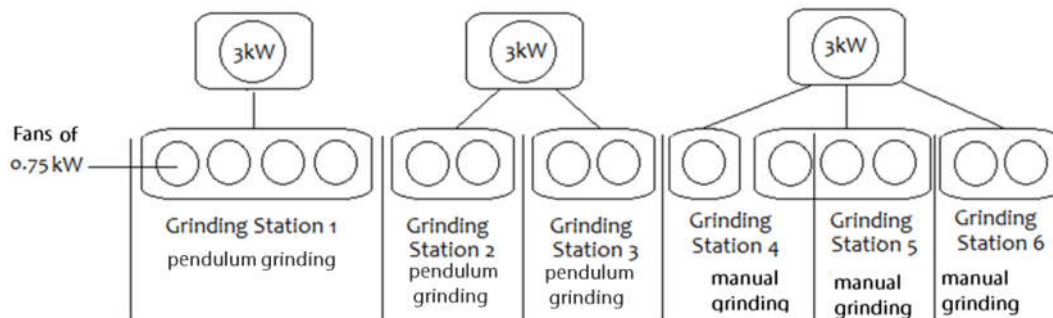 3kW
3kW
3kW
Fans of
0.75 kW
Grinding Station 1
pendulum grinding
Grinding
Station 2
pendulum
grinding
Grinding
Station 3
pendulum
grinding
Grinding
Station 4
manual
grinding
Grinding
Station 5
manual
grinding
Grinding
Station 6
manual
grinding